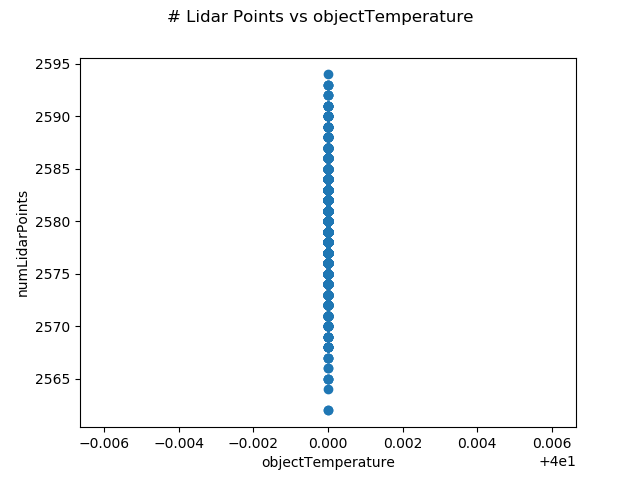 # Lidar Points vs objectTemperature
2595
2590
2585
2580
2575
2570
2565
numLidarPoints
−0.006 −0.004 −0.002 0.000 0.002 0.004 0.006
objectTemperature
+4e1